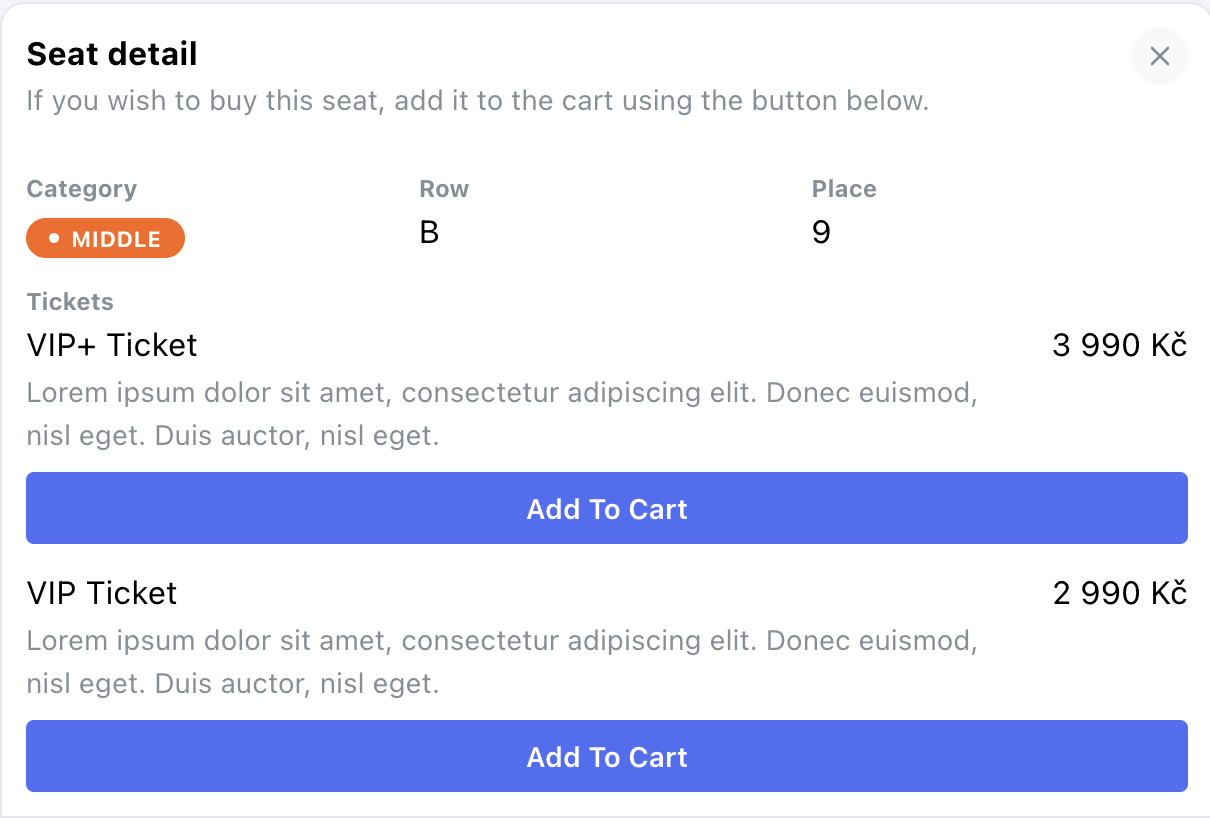 Seat detail
If you wish to buy this seat, add it to the cart using the button below.
Category Row Place
MIDDLE B 9
Tickets
VIP+ Ticket 3 990 Kč
Lorem ipsum dolor sit amet, consectetur adipiscing elit. Donec euismod,
nisl eget. Duis auctor, nisl eget.
Add To Cart
VIP Ticket 2 990 Kč
Lorem ipsum dolor sit amet, consectetur adipiscing elit. Donec euismod,
nisl eget. Duis auctor, nisl eget.
Add To Cart